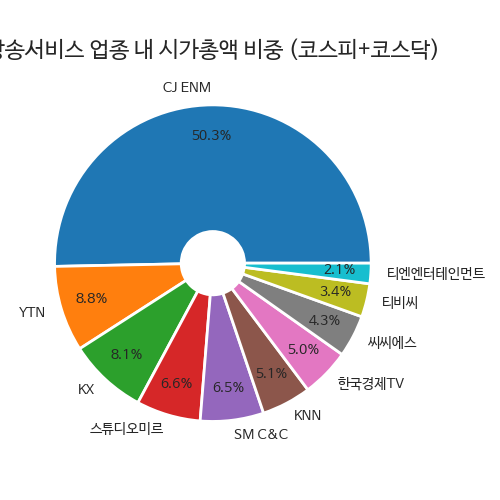 방송서비스 업종 내 시가총액 비중 (코스피+코스닥)
CJ ENM
50.3%
YTN
8.8%
KX
8.1%
스튜디오미르
6.6%
SM C&C
6.5%
KNN
5.1%
한국경제TV
5.0%
씨씨에스
4.3%
티비씨
3.4%
티엔엔터테인먼트
2.1%